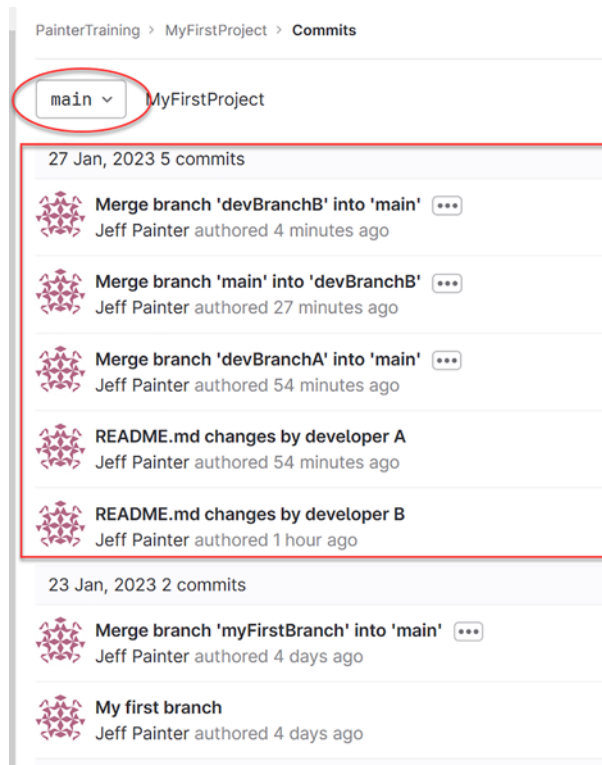 PainterTraining > MyFirstProject > Commits
main MyFirstProject
27 Jan, 2023 5 commits
Merge branch 'devBranchB' into 'main'
Jeff Painter authored 4 minutes ago
Merge branch 'main' into 'devBranchB'
Jeff Painter authored 27 minutes ago
Merge branch 'devBranchA' into 'main'
Jeff Painter authored 54 minutes ago
README.md changes by developer A
Jeff Painter authored 54 minutes ago
README.md changes by developer B
Jeff Painter authored 1 hour ago
23 Jan, 2023 2 commits
Merge branch 'myFirstBranch' into 'main'
Jeff Painter authored 4 days ago
My first branch
Jeff Painter authored 4 days ago